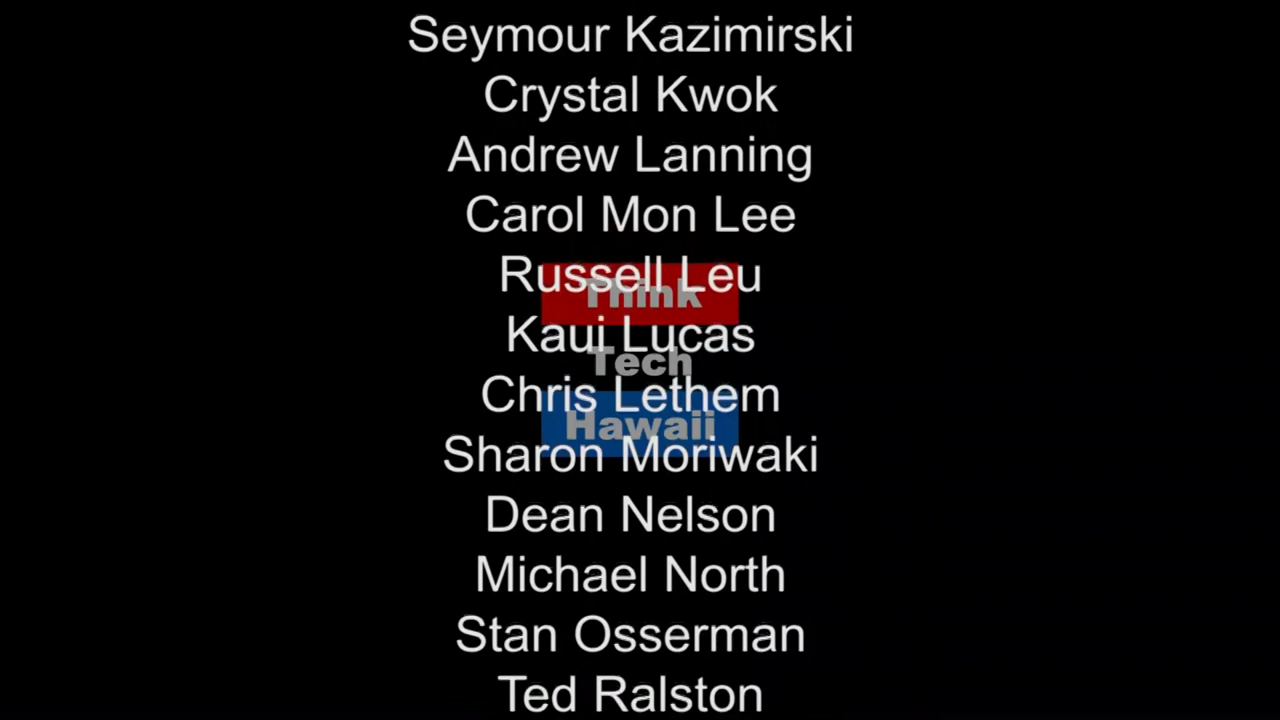 Seymour Kazimirski
Crystal Kwok
Andrew Lanning
Carol Mon Lee
Russell Leu
Think
Kaui Lucas
Tech
Chris Lethem
Hawaii
Sharon Moriwaki
Dean Nelson
Michael North
Stan Osserman
Ted Ralston